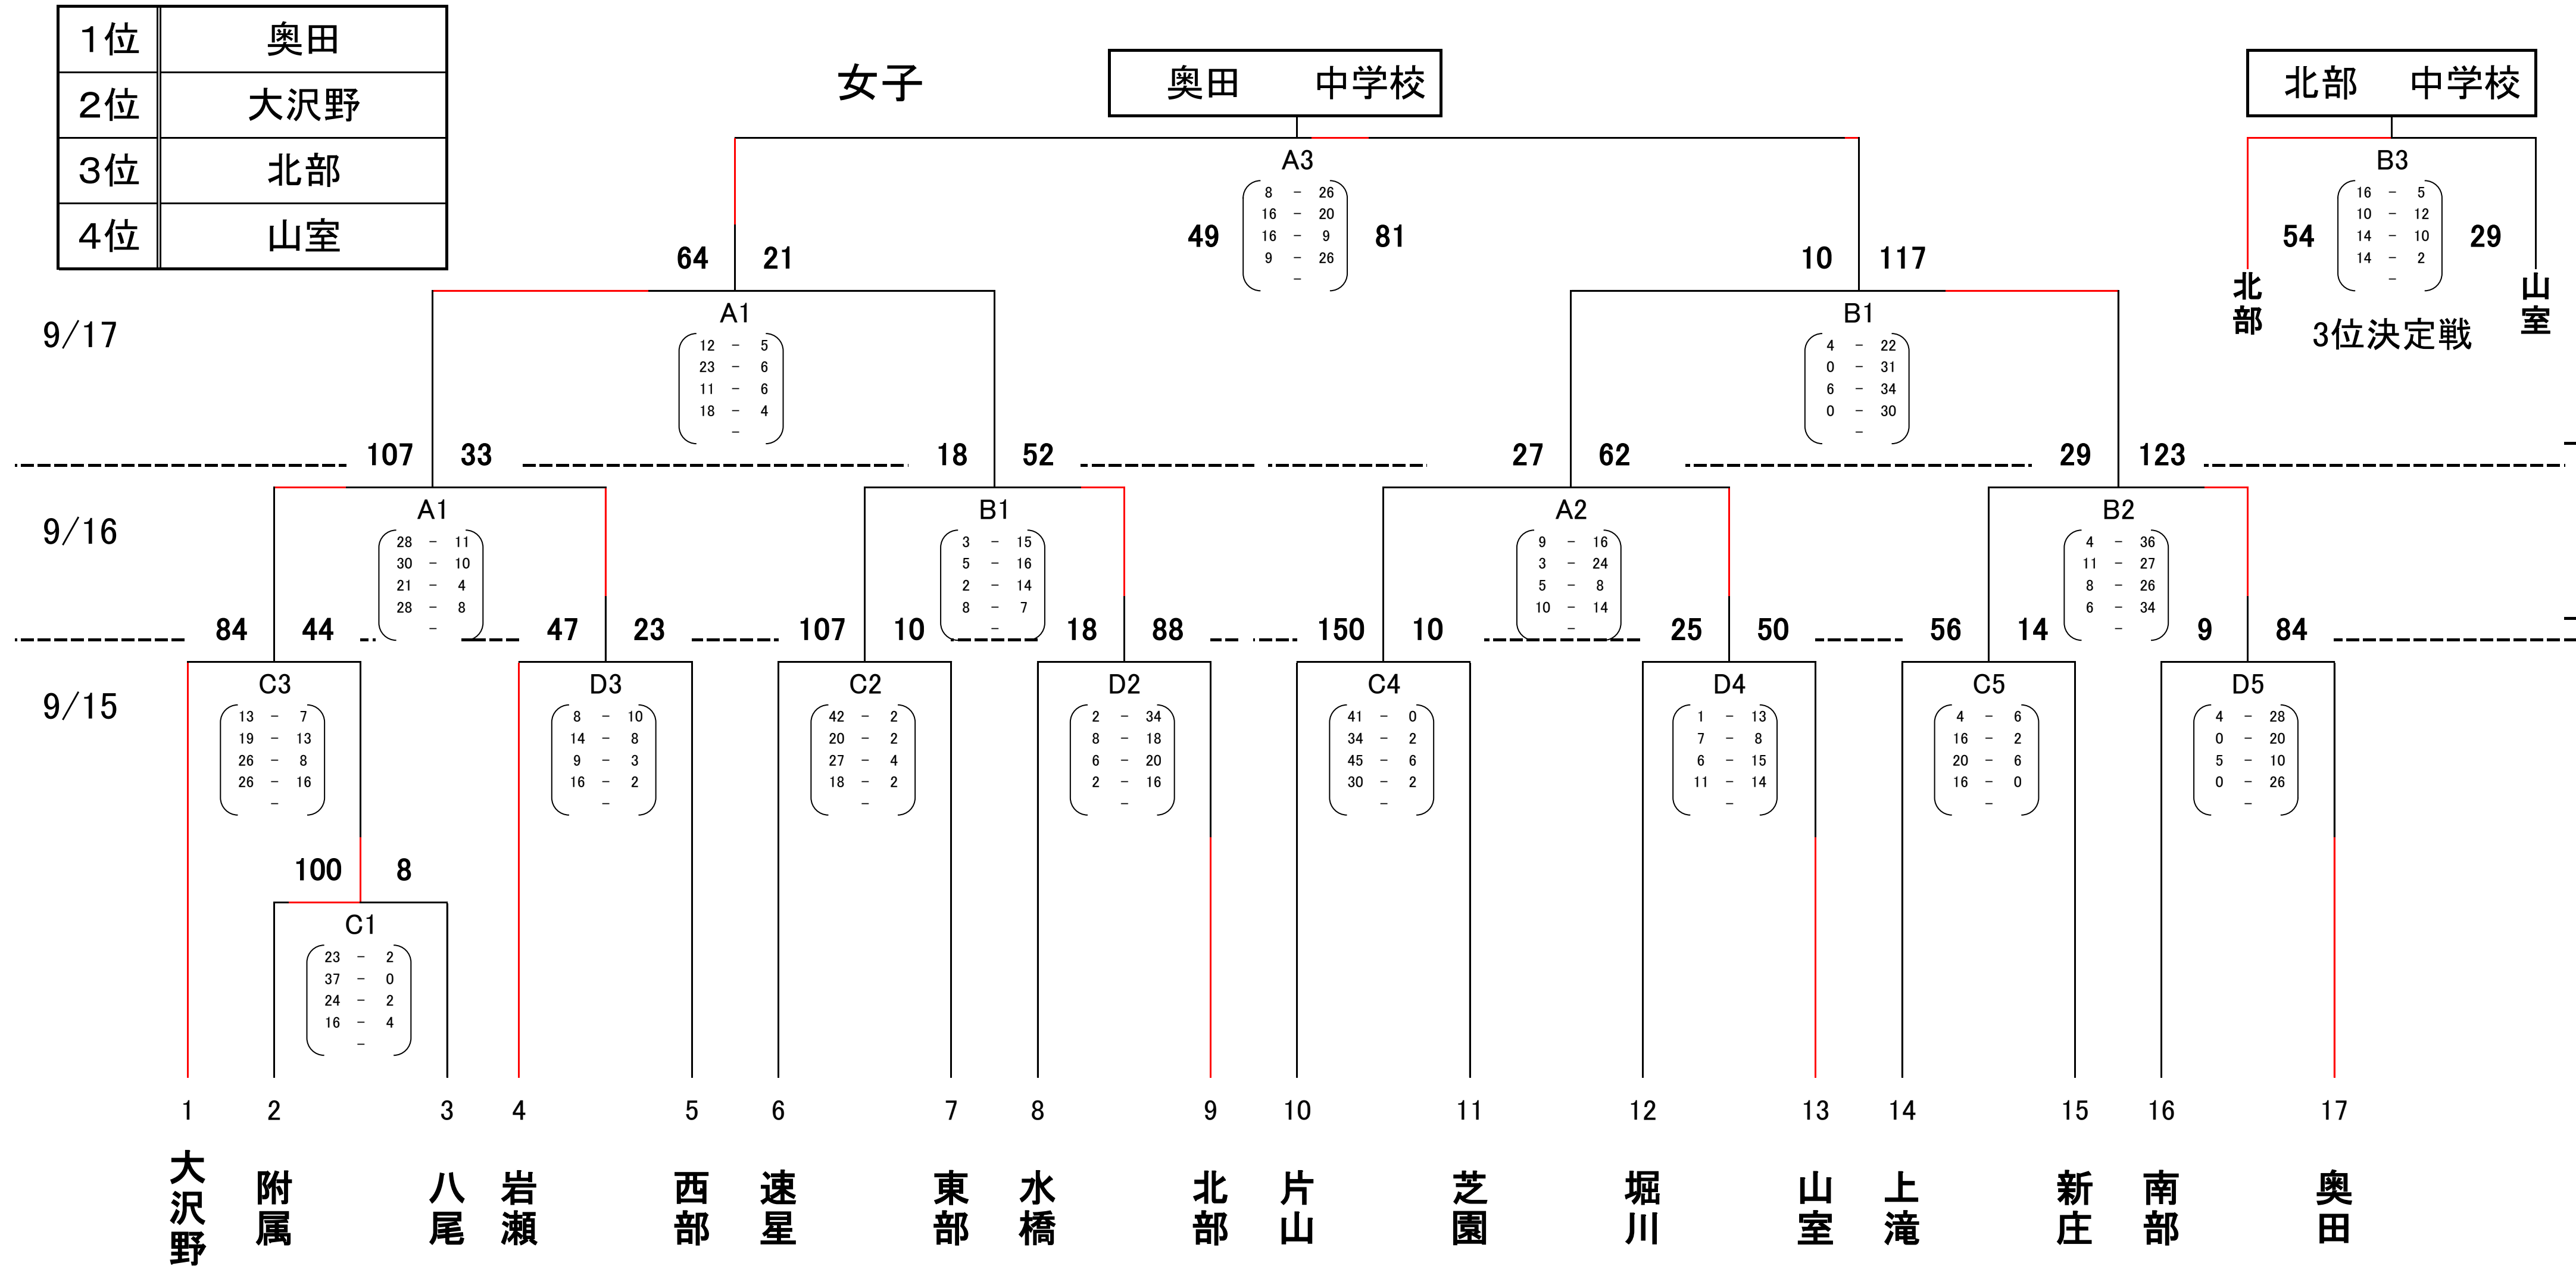 1位 奥田
2位 大沢野
3位 北部
4位 山室
女子
奥田 中学校
北部 中学校
A3
49
8 - 26
16 - 20
16 - 9
9 - 26
-
81
B3
54
16 - 5
10 - 12
14 - 10
14 - 2
-
29
北部
山室
3位決定戦
9/17
64 21
A1
12 - 5
23 - 6
11 - 6
18 - 4
-
10 117
B1
4 - 22
0 - 31
6 - 34
0 - 30
-
9/16
107 33
A1
28 - 11
30 - 10
21 - 4
28 - 8
-
18 52
B1
3 - 15
5 - 16
2 - 14
8 - 7
-
27 62
A2
9 - 16
3 - 24
5 - 8
10 - 14
-
29 123
B2
4 - 36
11 - 27
8 - 26
6 - 34
-
9/15
84 44
C3
13 - 7
19 - 13
26 - 8
26 - 16
-
47 23
D3
8 - 10
14 - 8
9 - 3
16 - 2
-
107 10
C2
42 - 2
20 - 2
27 - 4
18 - 2
-
18 88
D2
2 - 34
8 - 18
6 - 20
2 - 16
-
150 10
C4
41 - 0
34 - 2
45 - 6
30 - 2
-
25 50
D4
1 - 13
7 - 8
6 - 15
11 - 14
-
56 14
C5
4 - 6
16 - 2
20 - 6
16 - 0
-
9 84
D5
4 - 28
0 - 20
5 - 10
0 - 26
-
100 8
C1
23 - 2
37 - 0
24 - 2
16 - 4
-
1 2 3 4 5 6 7 8 9 10 11 12 13 14 15 16 17
大沢野
附属
八尾
岩瀬
西部
速星
東部
水橋
北部
片山
芝園
堀川
山室
上滝
新庄
南部
奥田